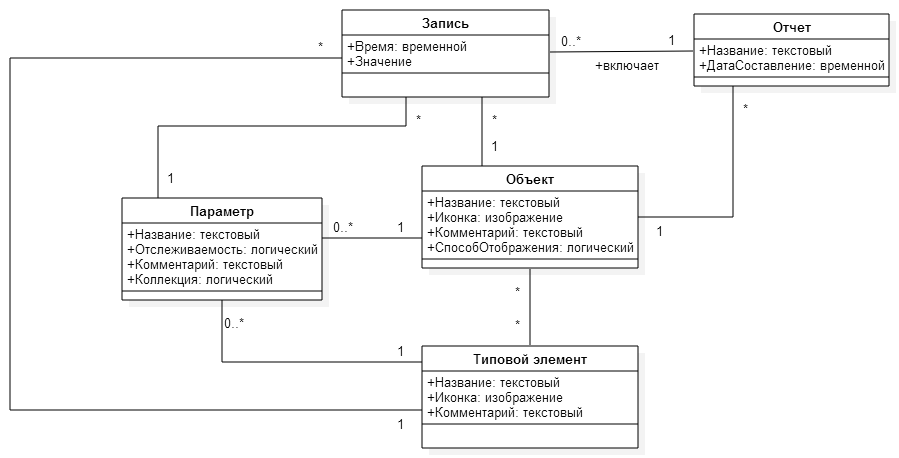 Запись
+Время: временной
+Значение
Отчет
+Название: текстовый
+ДатаСоставление: временной
*
0..*
1
+включает
*
*
*
1
1
Объект
+Название: текстовый
+Иконка: изображение
+Комментарий: текстовый
+СпособОтображения: логический
Параметр
+Название: текстовый
+Отслеживаемость: логический
+Комментарий: текстовый
+Коллекция: логический
0..*
1
1
*
*
0..*
1
Типовой элемент
+Название: текстовый
+Иконка: изображение
+Комментарий: текстовый
1